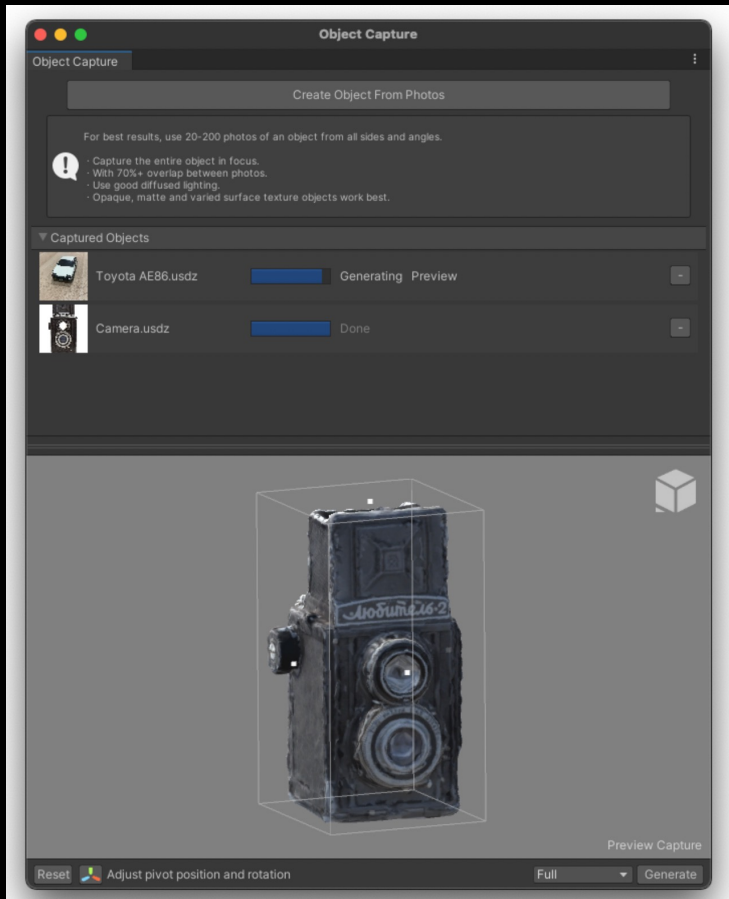 Object Capture
Object Capture
Create Object From Photos
For best results, use 20-200 photos of an object from all sides and angles.
· Capture the entire object in focus.
· With 70%+ overlap between photos.
· Use good diffused lighting.
· Opaque, matte and varied surface texture objects work best.
Captured Objects
Toyota AE86.usdz Generating Preview -
Camera.usdz Done -
Любитель-2
Preview Capture
Reset Adjust pivot position and rotation Full Generate